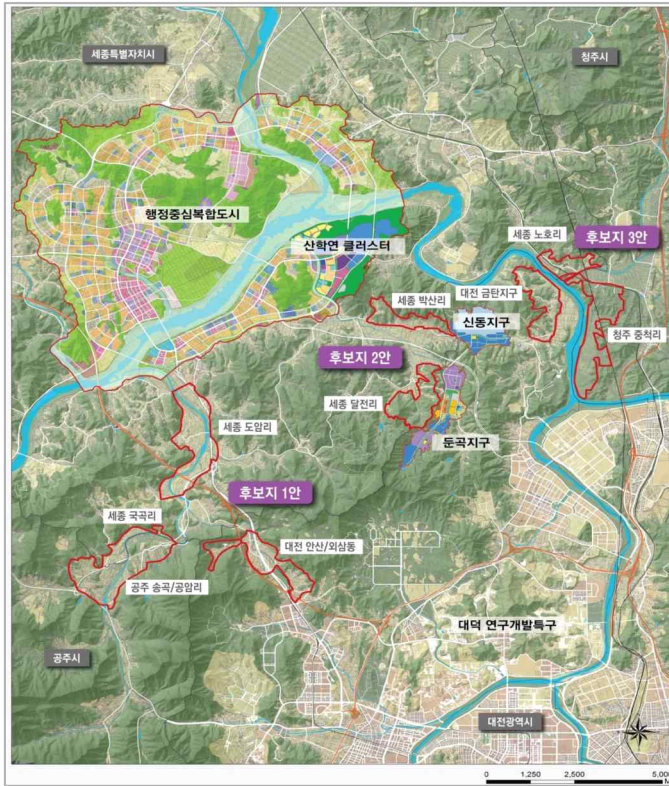 세종특별자치시
청주시
행정중심복합도시
산학연 클러스터
세종 노호리
후보지 3안
대전 금탄지구
세종 박산리
신동지구
청주 중척리
후보지 2안
세종 달전리
둔곡지구
세종 도암리
후보지 1안
세종 국곡리
대전 안산/외삼동
공주 송곡/공암리
대덕 연구개발특구
공주시
대전광역시
0 1,250 2,500 5,000
M